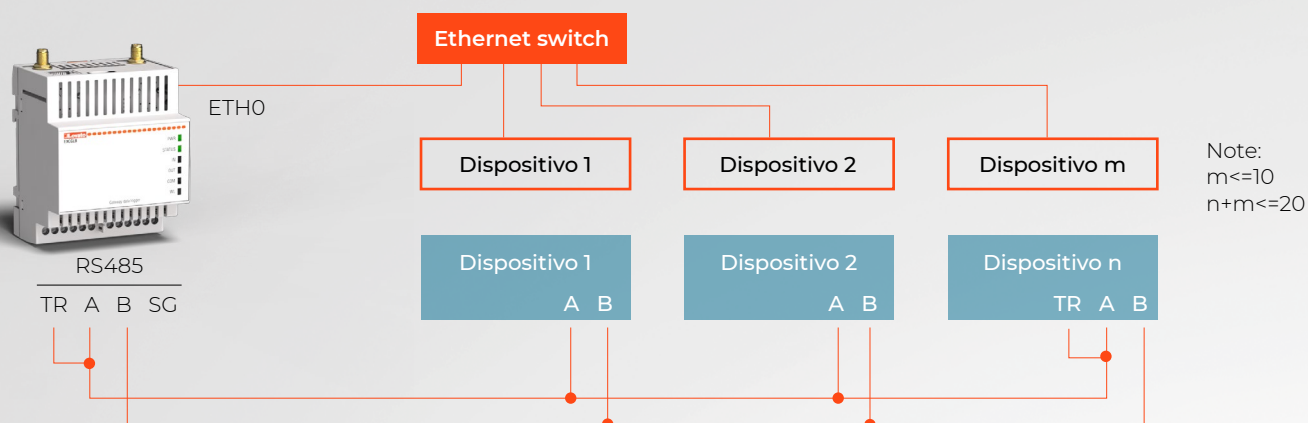 Ethernet switch
ETH0
Dispositivo 1
Dispositivo 2
Dispositivo m
Note:
m<=10
n+m<=20
Dispositivo 1
A B
Dispositivo 2
A B
Dispositivo n
TR A B
RS485
TR A B SG